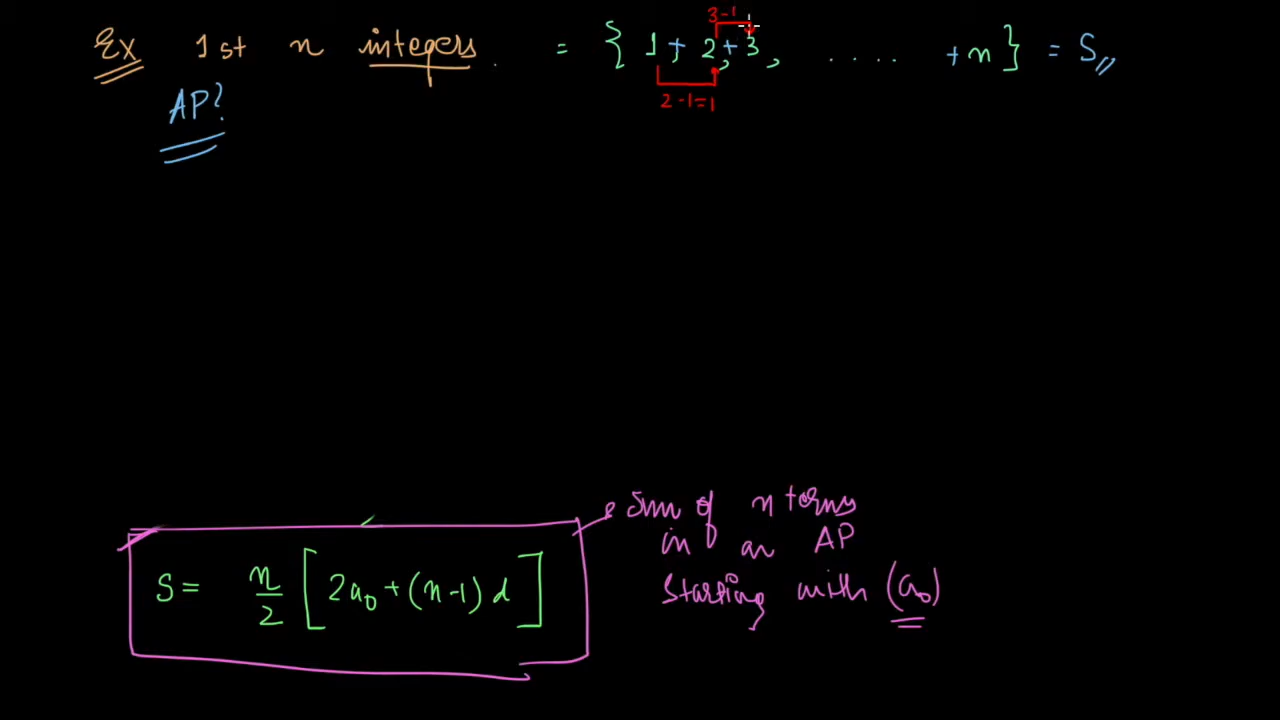 3-1
Ex 1st n integers. = { 1 + 2, + 3, .... + n } = S
2-1=1
AP?
Sum of n terms
in an AP
S = n/2 [ 2a₀ + (n-1) d ]
starting with (a₀)